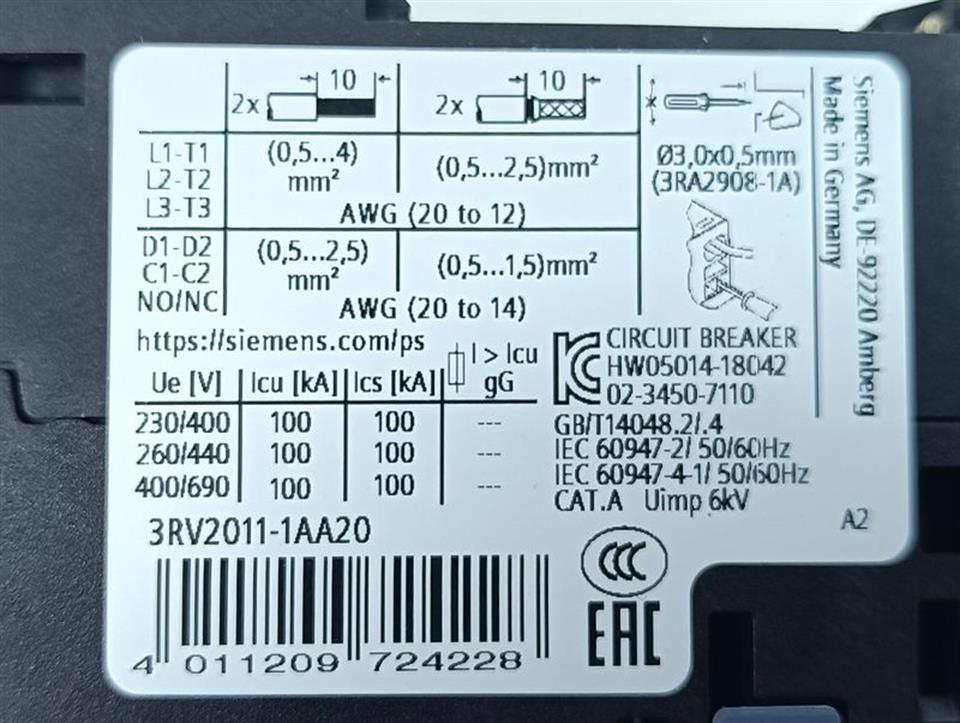 10
2x
10
2x
L1-T1
L2-T2
L3-T3
(0,5...4)
mm²
(0,5...2,5)mm²
AWG (20 to 12)
D1-D2
C1-C2
NO/NC
(0,5...2,5)
mm²
(0,5...1,5)mm²
AWG (20 to 14)
Ø3,0x0,5mm
(3RA2908-1A)
Siemens AG, DE-92220 Amberg
Made in Germany
https://siemens.com/ps
Ue [V] Icu [kA] Ics [kA] I > Icu
gG
230/400 100 100 ---
260/440 100 100 ---
400/690 100 100 ---
KC
CIRCUIT BREAKER
HW05014-18042
02-3450-7110
GB/T14048.2/.4
IEC 60947-2/ 50/60Hz
IEC 60947-4-1/ 50/60Hz
CAT.A Uimp 6kV
A2
3RV2011-1AA20
CCC
EAC
4 011209 724228